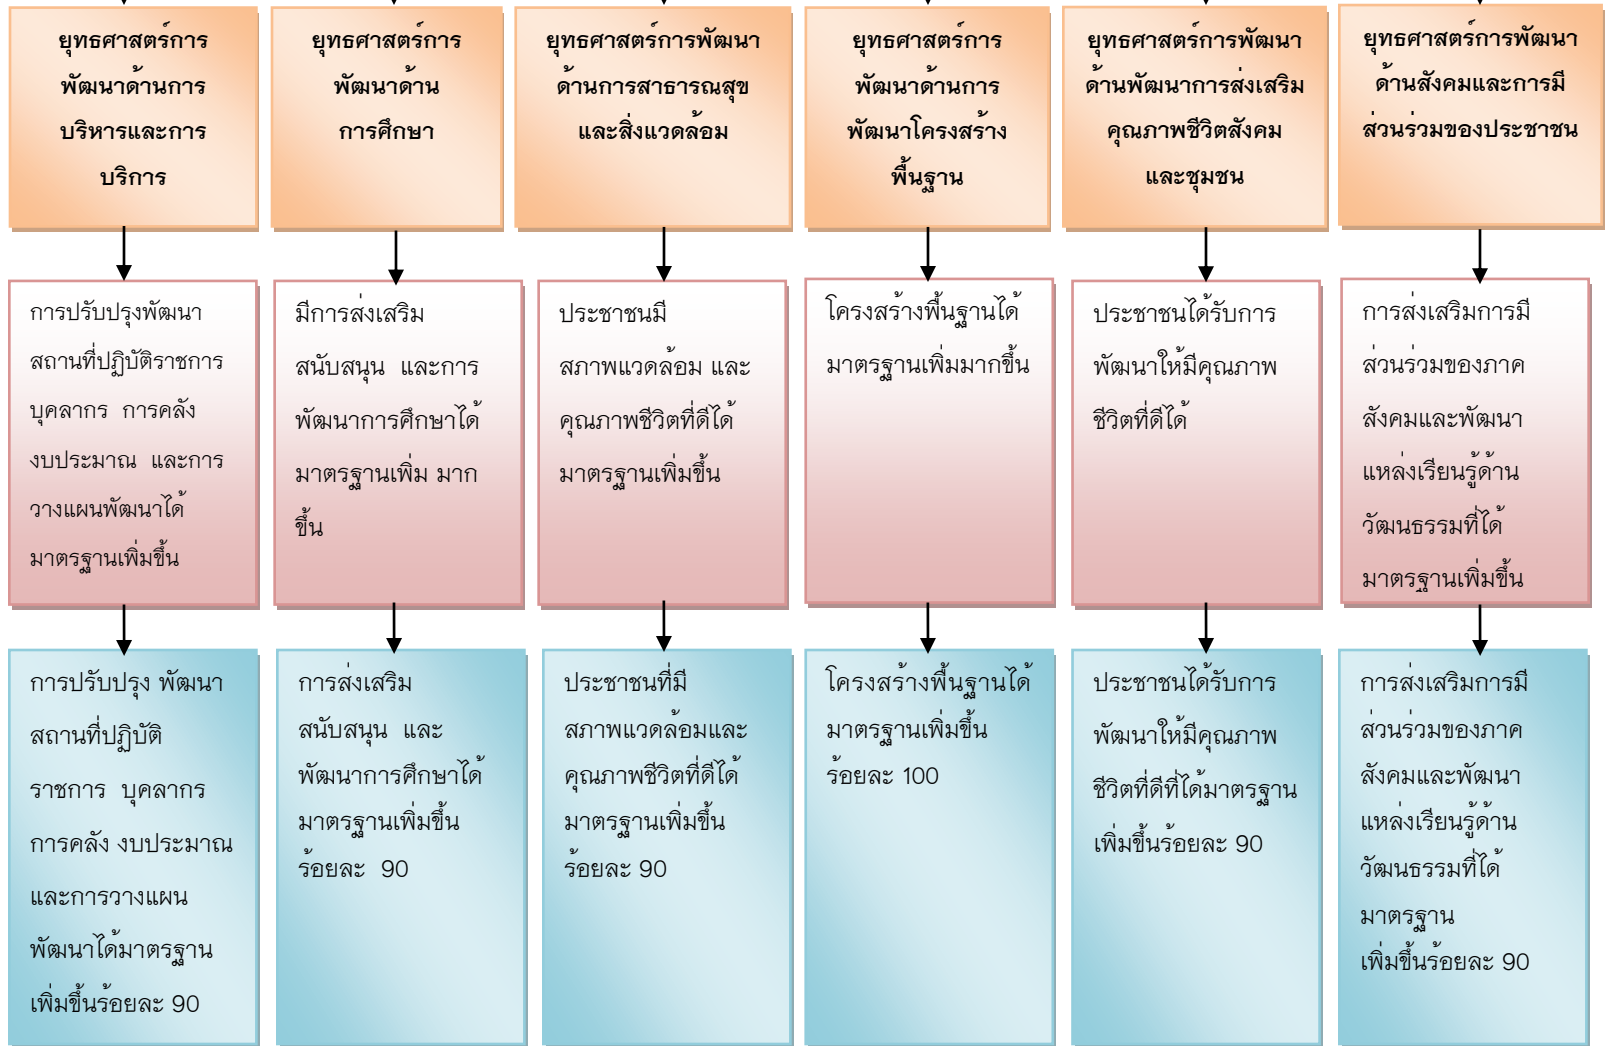 ยุทธศาสตร์การ
พัฒนาด้านการ
บริหารและการ
บริการ
ยุทธศาสตร์การ
พัฒนาด้าน
การศึกษา
ยุทธศาสตร์การพัฒนา
ด้านการสาธารณสุข
และสิ่งแวดล้อม
ยุทธศาสตร์การ
พัฒนาด้านการ
พัฒนาโครงสร้าง
พื้นฐาน
ยุทธศาสตร์การพัฒนา
ด้านพัฒนาการส่งเสริม
คุณภาพชีวิตสังคม
และชุมชน
ยุทธศาสตร์การพัฒนา
ด้านสังคมและการมี
ส่วนร่วมของประชาชน
การปรับปรุงพัฒนา
สถานที่ปฏิบัติราชการ
บุคลากร การคลัง
งบประมาณ และการ
วางแผนพัฒนาได้
มาตรฐานเพิ่มขึ้น
มีการส่งเสริม
สนับสนุน และการ
พัฒนาการศึกษาได้
มาตรฐานเพิ่ม มาก
ขึ้น
ประชาชนมี
สภาพแวดล้อม และ
คุณภาพชีวิตที่ดีได้
มาตรฐานเพิ่มขึ้น
โครงสร้างพื้นฐานได้
มาตรฐานเพิ่มมากขึ้น
ประชาชนได้รับการ
พัฒนาให้มีคุณภาพ
ชีวิตที่ดีได้
การส่งเสริมการมี
ส่วนร่วมของภาค
สังคมและพัฒนา
แหล่งเรียนรู้ด้าน
วัฒนธรรมที่ได้
มาตรฐานเพิ่มขึ้น
การปรับปรุง พัฒนา
สถานที่ปฏิบัติ
ราชการ บุคลากร
การคลัง งบประมาณ
และการวางแผน
พัฒนาได้มาตรฐาน
เพิ่มขึ้นร้อยละ 90
การส่งเสริม
สนับสนุน และ
พัฒนาการศึกษาได้
มาตรฐานเพิ่มขึ้น
ร้อยละ 90
ประชาชนที่มี
สภาพแวดล้อมและ
คุณภาพชีวิตที่ดีได้
มาตรฐานเพิ่มขึ้น
ร้อยละ 90
โครงสร้างพื้นฐานได้
มาตรฐานเพิ่มขึ้น
ร้อยละ 100
ประชาชนได้รับการ
พัฒนาให้มีคุณภาพ
ชีวิตที่ดีที่ได้มาตรฐาน
เพิ่มขึ้นร้อยละ 90
การส่งเสริมการมี
ส่วนร่วมของภาค
สังคมและพัฒนา
แหล่งเรียนรู้ด้าน
วัฒนธรรมที่ได้
มาตรฐาน
เพิ่มขึ้นร้อยละ 90